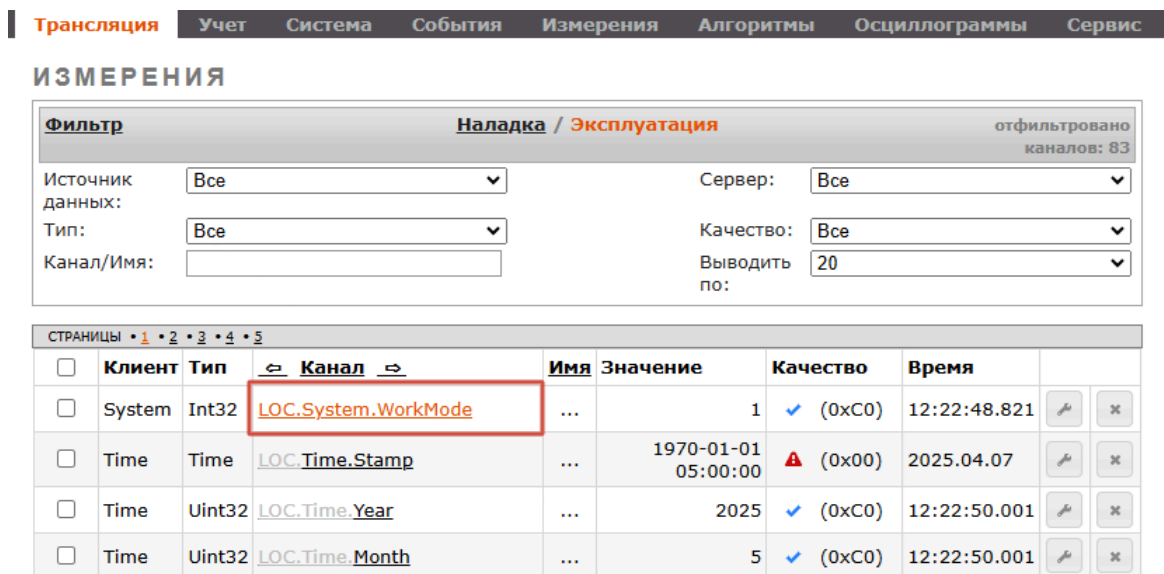 Трансляция Учет Система События Измерения Алгоритмы Осциллограммы Сервис
ИЗМЕРЕНИЯ
Фильтр Наладка / Эксплуатация отфильтровано
каналов: 83
Источник Все Сервер: Все
данных:
Тип: Все Качество: Все
Канал/Имя: Выводить 20
по:
СТРАНИЦЫ • 1 • 2 • 3 • 4 • 5
Клиент Тип ⇦ Канал ⇨ Имя Значение Качество Время
System Int32 LOC.System.WorkMode ... 1 (0xC0) 12:22:48.821
Time Time LOC.Time.Stamp ... 1970-01-01 (0x00) 2025.04.07
05:00:00
Time Uint32 LOC.Time.Year ... 2025 (0xC0) 12:22:50.001
Time Uint32 LOC.Time.Month ... 5 (0xC0) 12:22:50.001